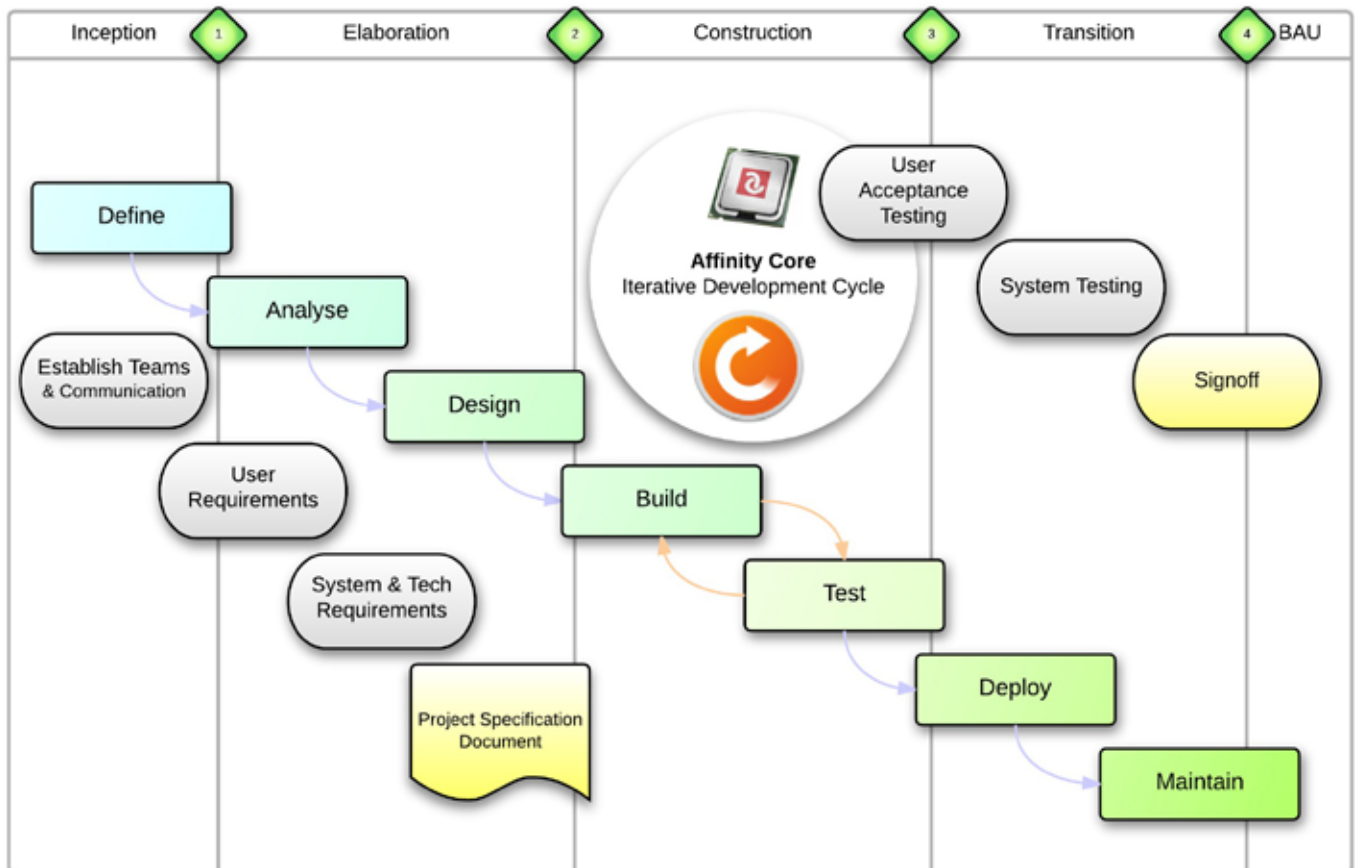 Inception
1
Elaboration
2
Construction
3
Transition
4
BAU
Define
Analyse
Establish Teams
& Communication
Design
User
Requirements
System & Tech
Requirements
Project Specification
Document
Affinity Core
Iterative Development Cycle
Build
Test
User
Acceptance
Testing
System Testing
Signoff
Deploy
Maintain